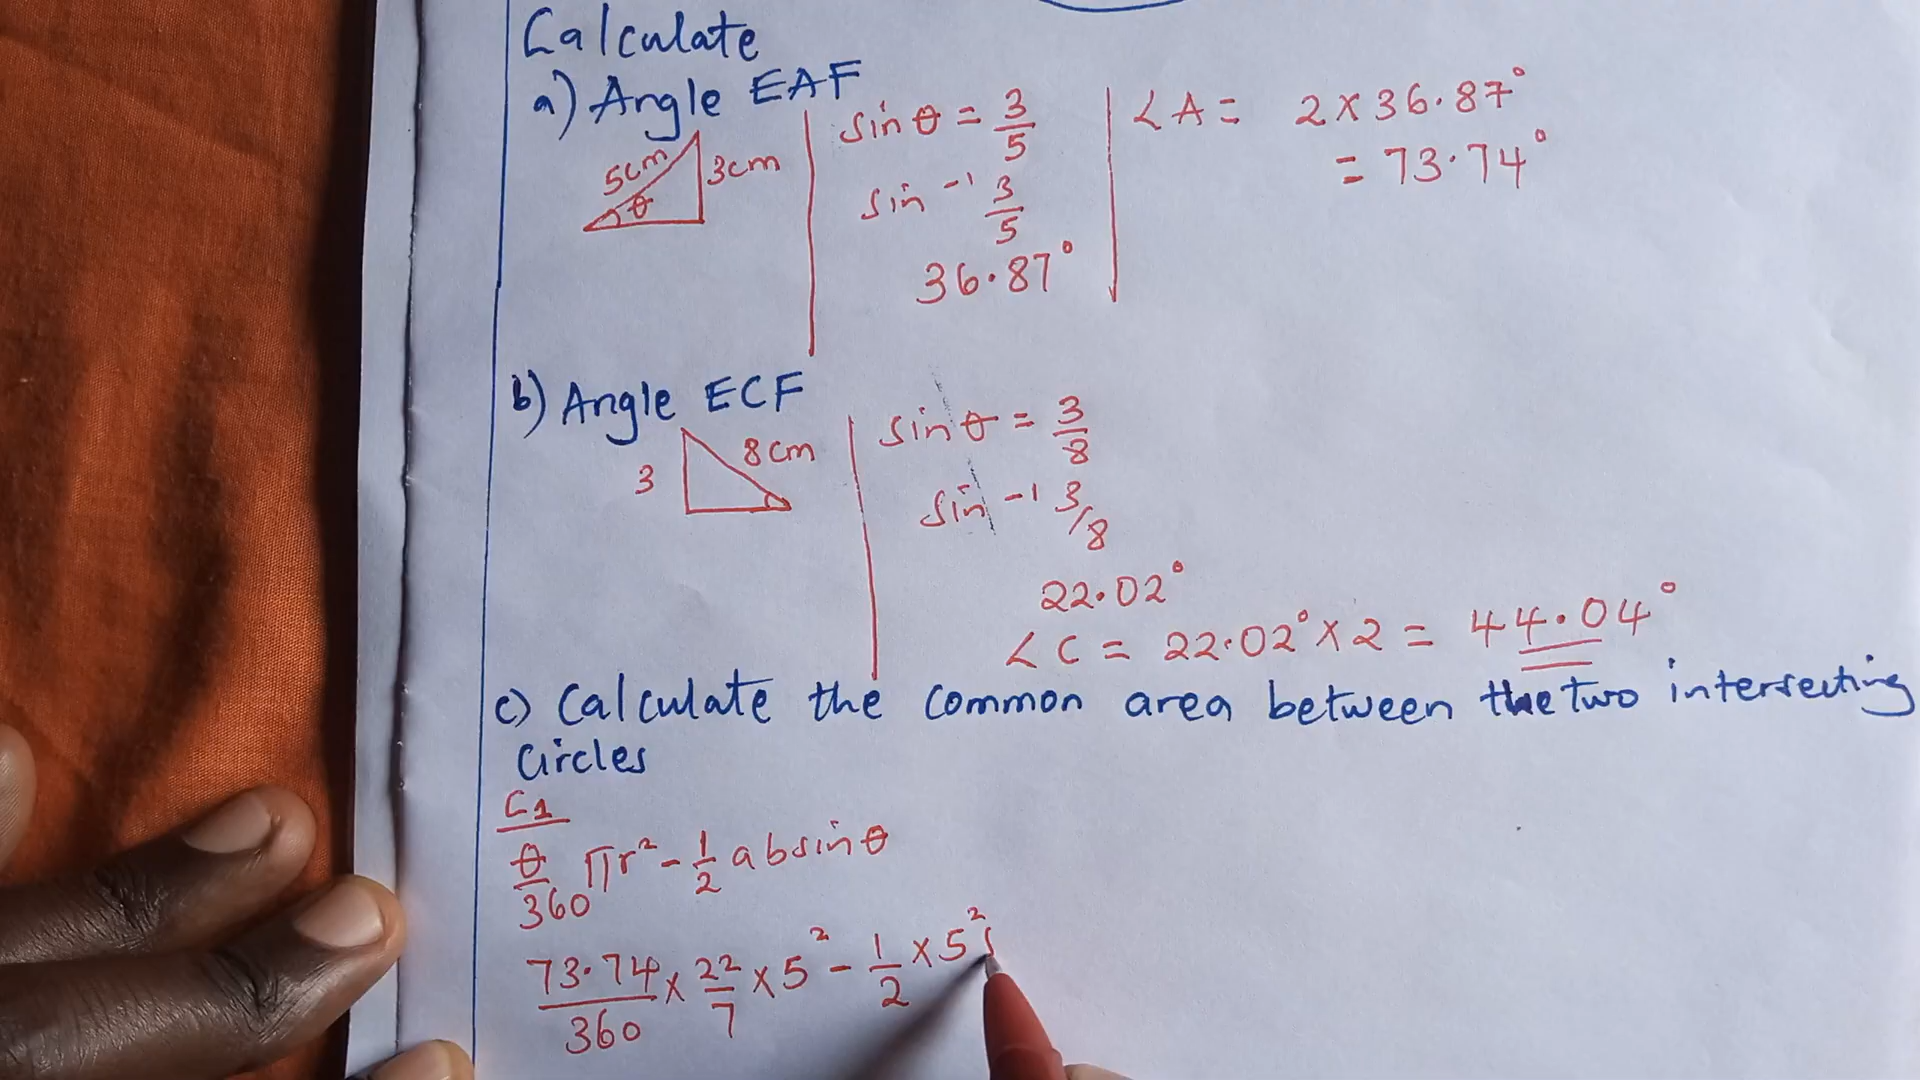 Calculate
a) Angle EAF
5cm
3cm
θ
sin θ = 3/5
sin⁻¹ 3/5
36.87°
∠A = 2 × 36.87°
= 73.74°
b) Angle ECF
3
8cm
sin θ = 3/8
sin⁻¹ 3/8
22.02°
∠C = 22.02° × 2 = 44.04°
c) Calculate the common area between the two intersecting
circles
C1
θ/360 πr² - 1/2 absinθ
73.74/360 × 22/7 × 5² - 1/2 × 5² s